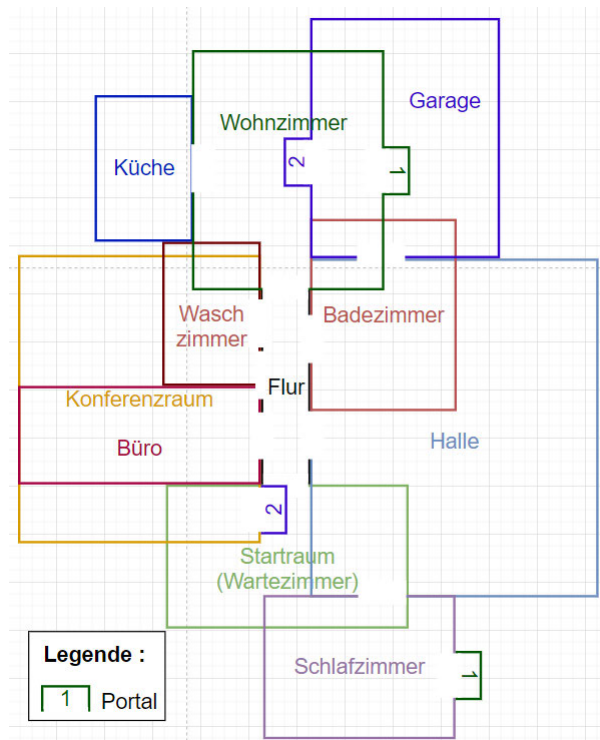 Garage
Wohnzimmer
Küche
2
1
Wasch
zimmer
Badezimmer
Flur
Konferenzraum
Büro
Halle
2
Startraum
(Wartezimmer)
Schlafzimmer
1
Legende :
1 Portal